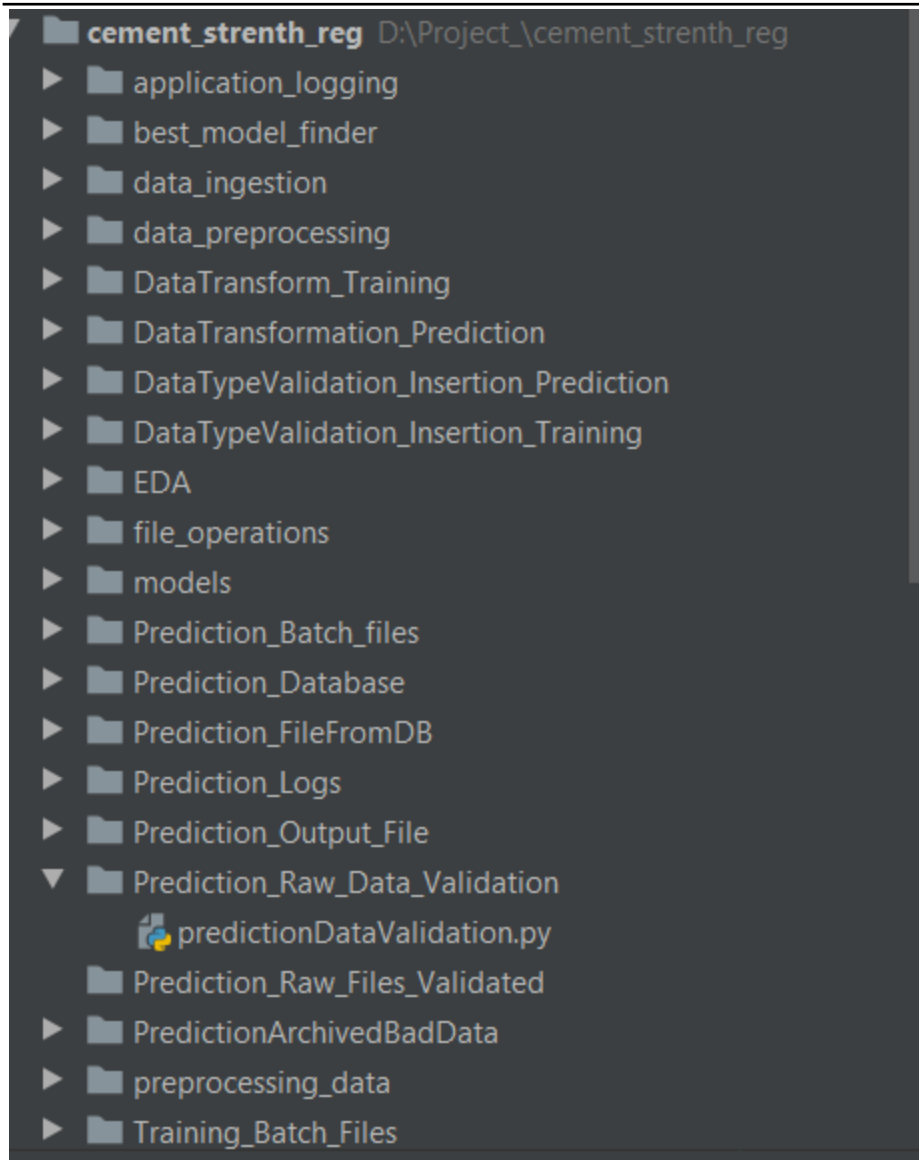 cement_strenth_reg D:\Project_\cement_strenth_reg
application_logging
best_model_finder
data_ingestion
data_preprocessing
DataTransform_Training
DataTransformation_Prediction
DataTypeValidation_Insertion_Prediction
DataTypeValidation_Insertion_Training
EDA
file_operations
models
Prediction_Batch_files
Prediction_Database
Prediction_FileFromDB
Prediction_Logs
Prediction_Output_File
Prediction_Raw_Data_Validation
predictionDataValidation.py
Prediction_Raw_Files_Validated
PredictionArchivedBadData
preprocessing_data
Training_Batch_Files